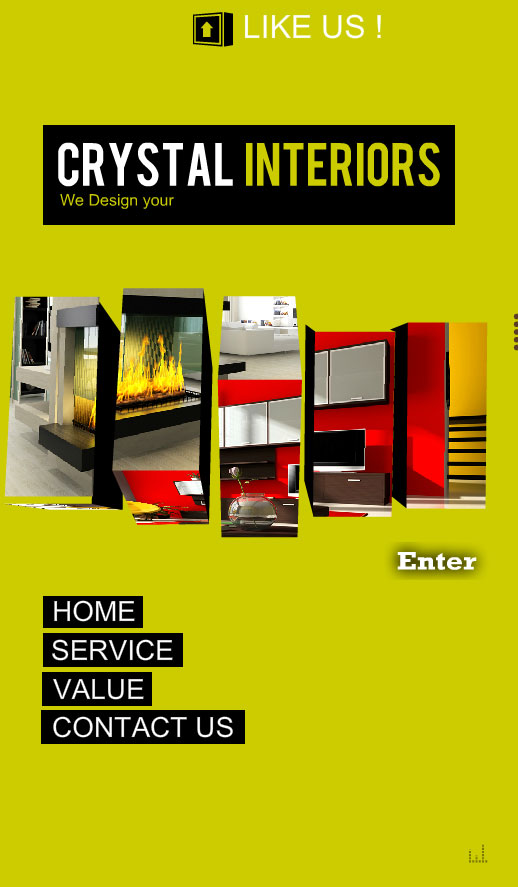 LIKE US !
CRYSTAL INTERIORS
We Design your
Enter
HOME
SERVICE
VALUE
CONTACT US